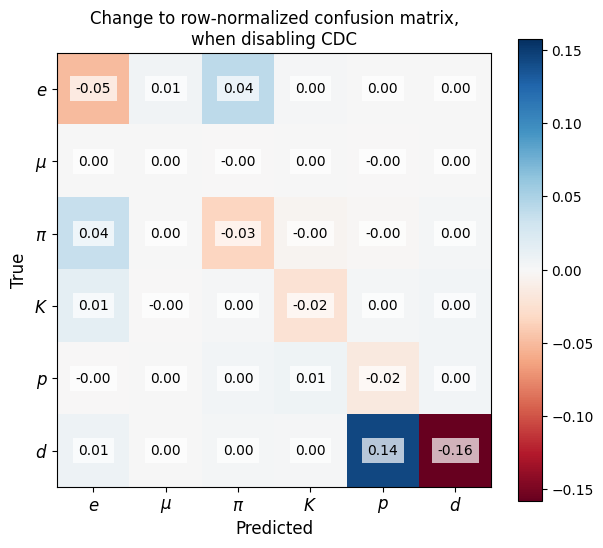 Change to row-normalized confusion matrix,
when disabling CDC
e -0.05 0.01 0.04 0.00 0.00 0.00
μ 0.00 0.00 -0.00 0.00 -0.00 0.00
π 0.04 0.00 -0.03 -0.00 -0.00 0.00
K 0.01 -0.00 0.00 -0.02 0.00 0.00
p -0.00 0.00 0.00 0.01 -0.02 0.00
d 0.01 0.00 0.00 0.00 0.14 -0.16
e μ π K p d
Predicted
True
0.15
0.10
0.05
0.00
−0.05
−0.10
−0.15